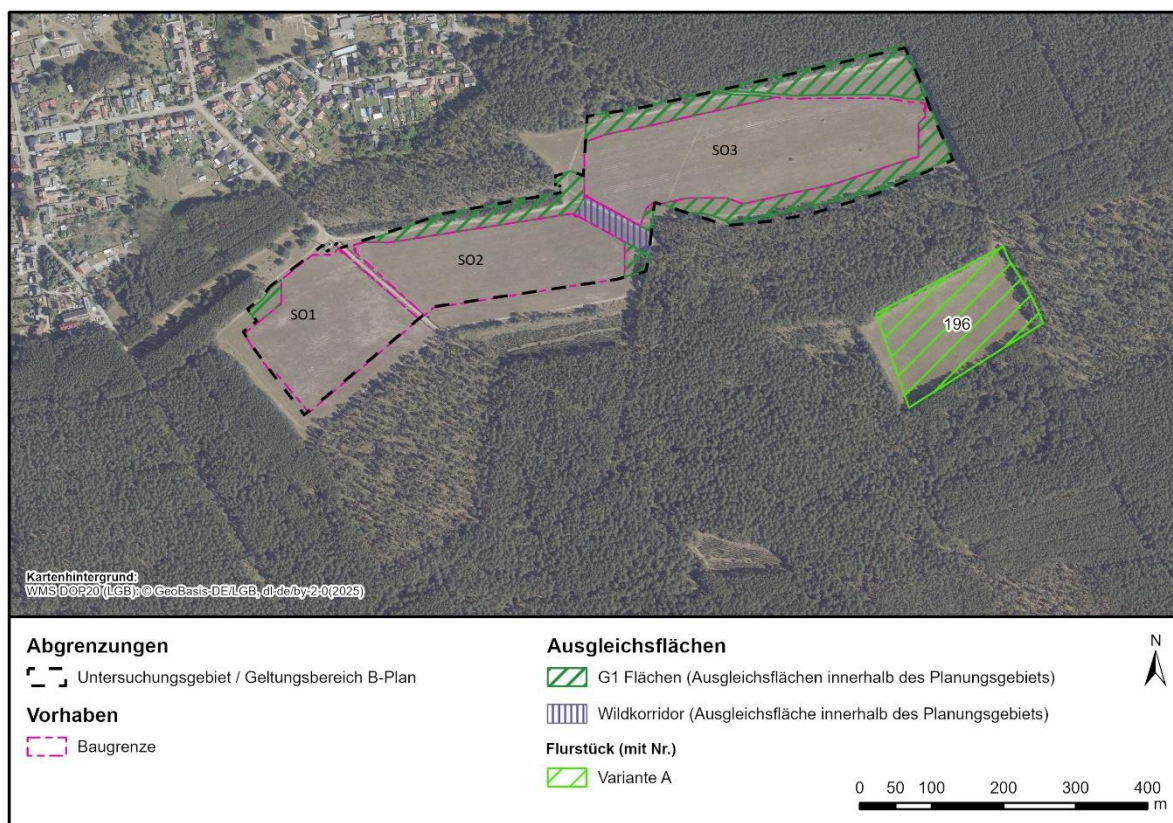 SO3
SO2
SO1
196
Kartenhintergrund:
WMS DOP20 (LGB): © GeoBasis-DE/LGB, dl-de/by-2-0(2025)
Abgrenzungen
Untersuchungsgebiet / Geltungsbereich B-Plan
Vorhaben
Baugrenze
Ausgleichsflächen
G1 Flächen (Ausgleichsflächen innerhalb des Planungsgebiets)
Wildkorridor (Ausgleichsfläche innerhalb des Planungsgebiets)
Flurstück (mit Nr.)
Variante A
N
0 50 100 200 300 400
m